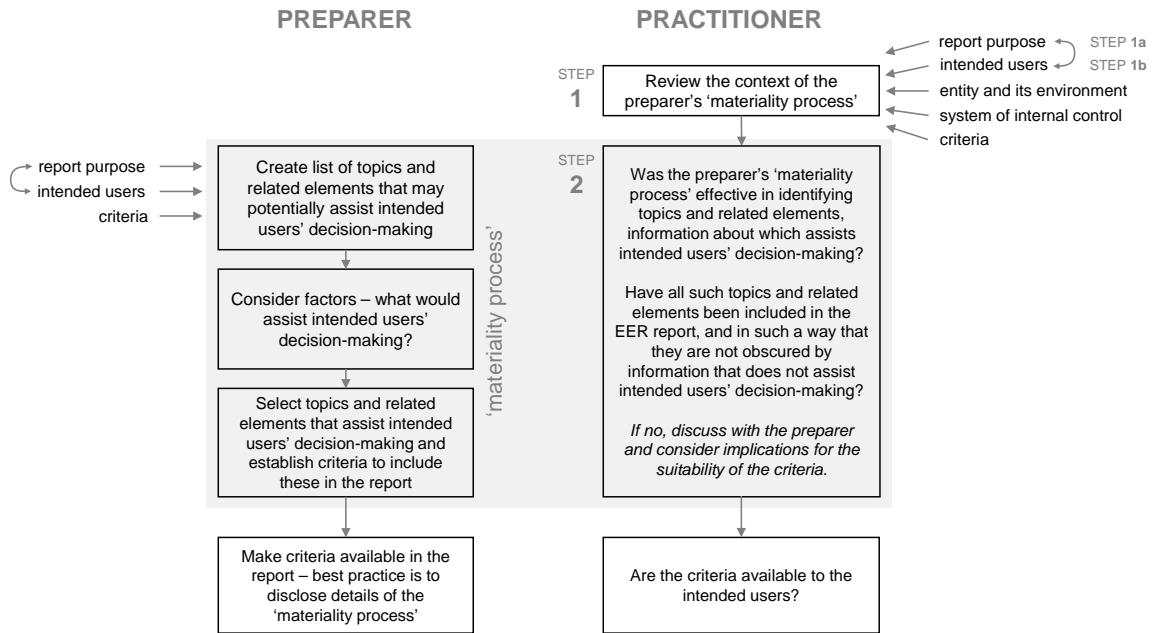 PREPARER
PRACTITIONER
STEP
1
Review the context of the
preparer's 'materiality process'
report purpose
STEP 1a
intended users
STEP 1b
entity and its environment
system of internal control
criteria
report purpose
intended users
criteria
Create list of topics and
related elements that may
potentially assist intended
users' decision-making
Consider factors – what would
assist intended users'
decision-making?
Select topics and related
elements that assist intended
users' decision-making and
establish criteria to include
these in the report
'materiality process'
STEP
2
Was the preparer's 'materiality
process' effective in identifying
topics and related elements,
information about which assists
intended users' decision-making?
Have all such topics and related
elements been included in the
EER report, and in such a way that
they are not obscured by
information that does not assist
intended users' decision-making?
If no, discuss with the preparer
and consider implications for the
suitability of the criteria.
Make criteria available in the
report – best practice is to
disclose details of the
'materiality process'
Are the criteria available to the
intended users?